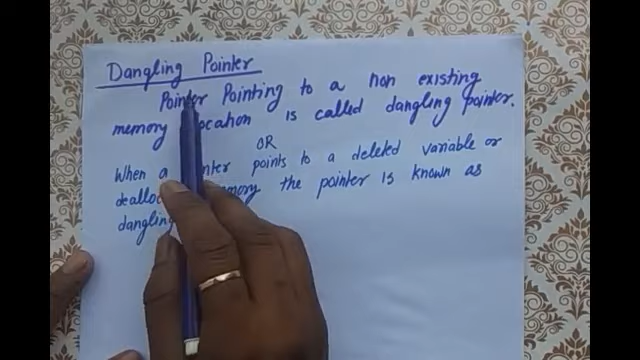 Dangling Pointer
Pointer Pointing to a non existing
memory location is called dangling pointer.
OR
When a pointer points to a deleted variable or
memory the pointer is known as
dangling